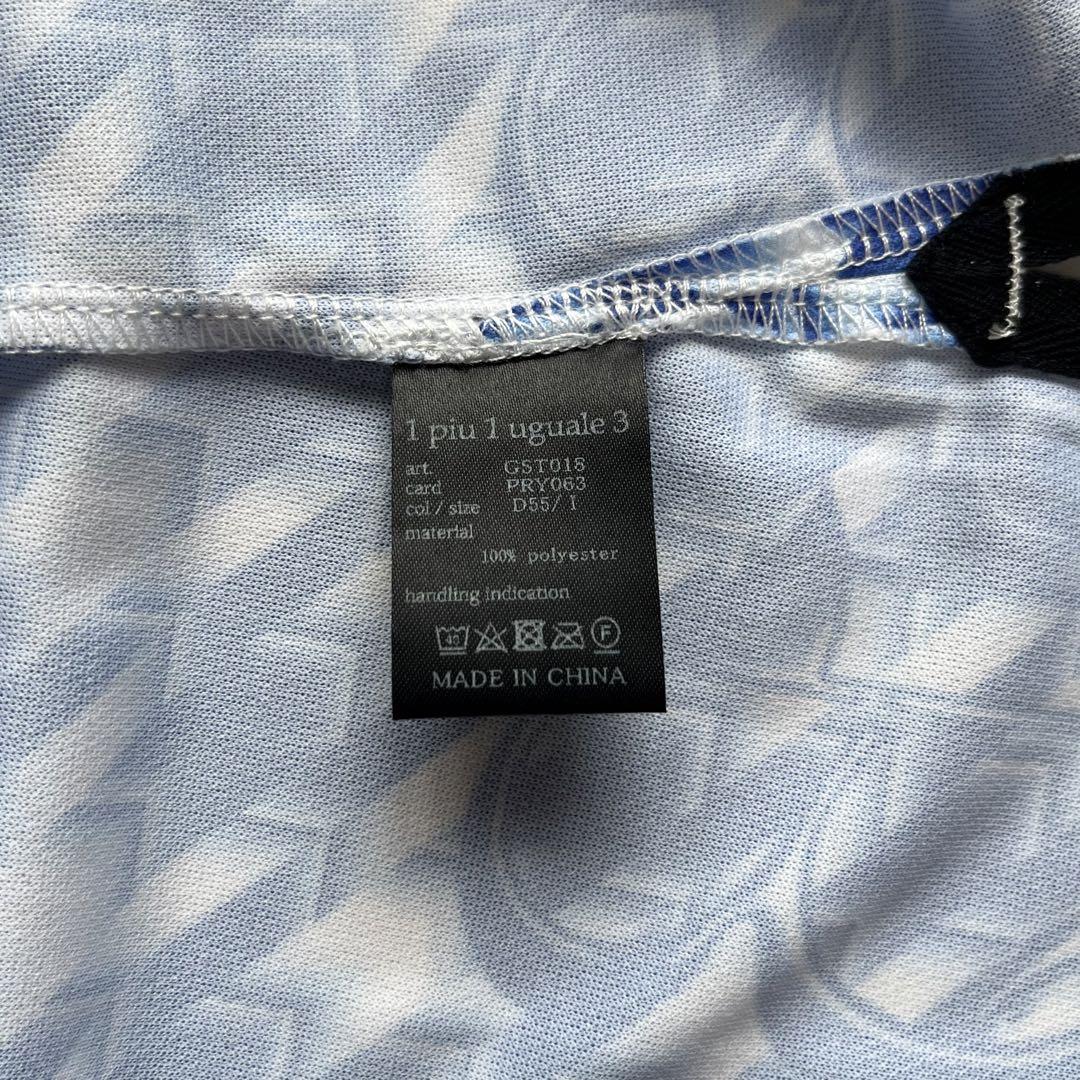 1 piu 1 uguale 3
art. GST018
card PRY063
col / size D55/ I
material
100% polyester
handling indication
40 F
MADE IN CHINA